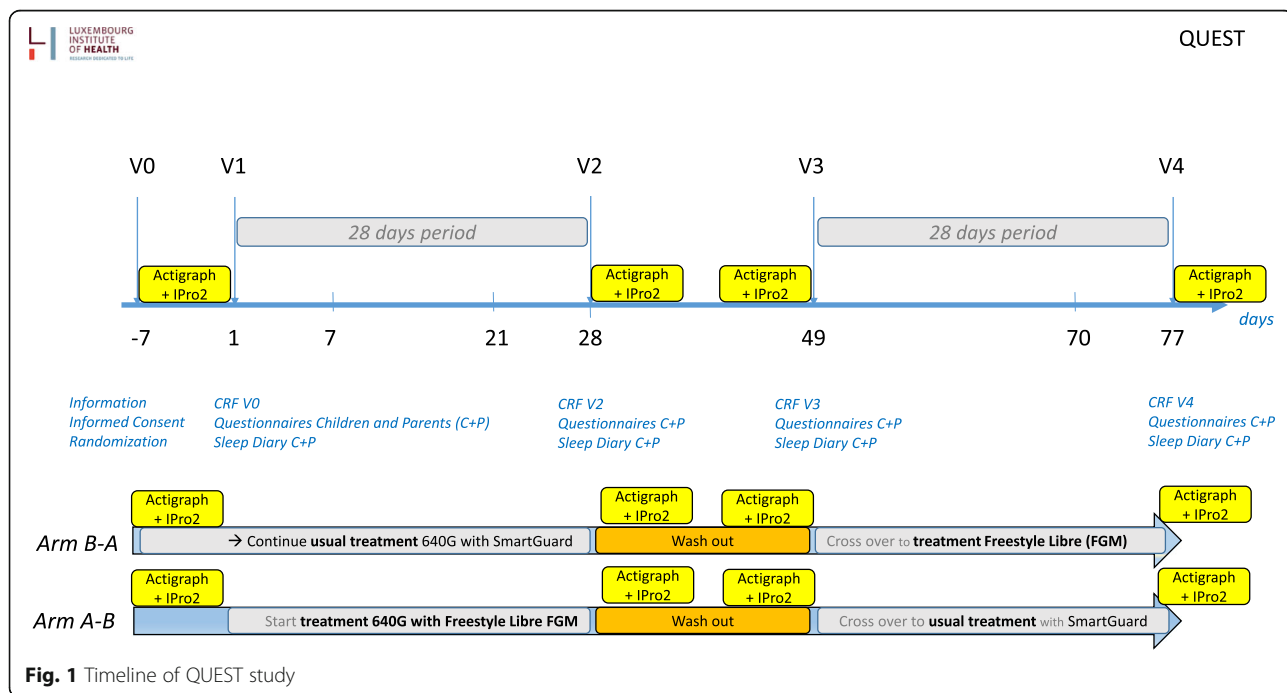 LUXEMBOURG
INSTITUTE
OF HEALTH
RESEARCH DEDICATED TO LIFE
QUEST
V0 V1 V2 V3 V4
28 days period 28 days period
Actigraph
+ IPro2
Actigraph
+ IPro2
Actigraph
+ IPro2
Actigraph
+ IPro2
days
-7 1 7 21 28 49 70 77
Information
Informed Consent
Randomization
CRF V0
Questionnaires Children and Parents (C+P)
Sleep Diary C+P
CRF V2
Questionnaires C+P
Sleep Diary C+P
CRF V3
Questionnaires C+P
Sleep Diary C+P
CRF V4
Questionnaires C+P
Sleep Diary C+P
Actigraph
+ IPro2
Actigraph
+ IPro2
Actigraph
+ IPro2
Actigraph
+ IPro2
Arm B-A
→ Continue usual treatment 640G with SmartGuard
Wash out
Cross over to treatment Freestyle Libre (FGM)
Actigraph
+ IPro2
Actigraph
+ IPro2
Actigraph
+ IPro2
Actigraph
+ IPro2
Arm A-B
Start treatment 640G with Freestyle Libre FGM
Wash out
Cross over to usual treatment with SmartGuard
Fig. 1 Timeline of QUEST study